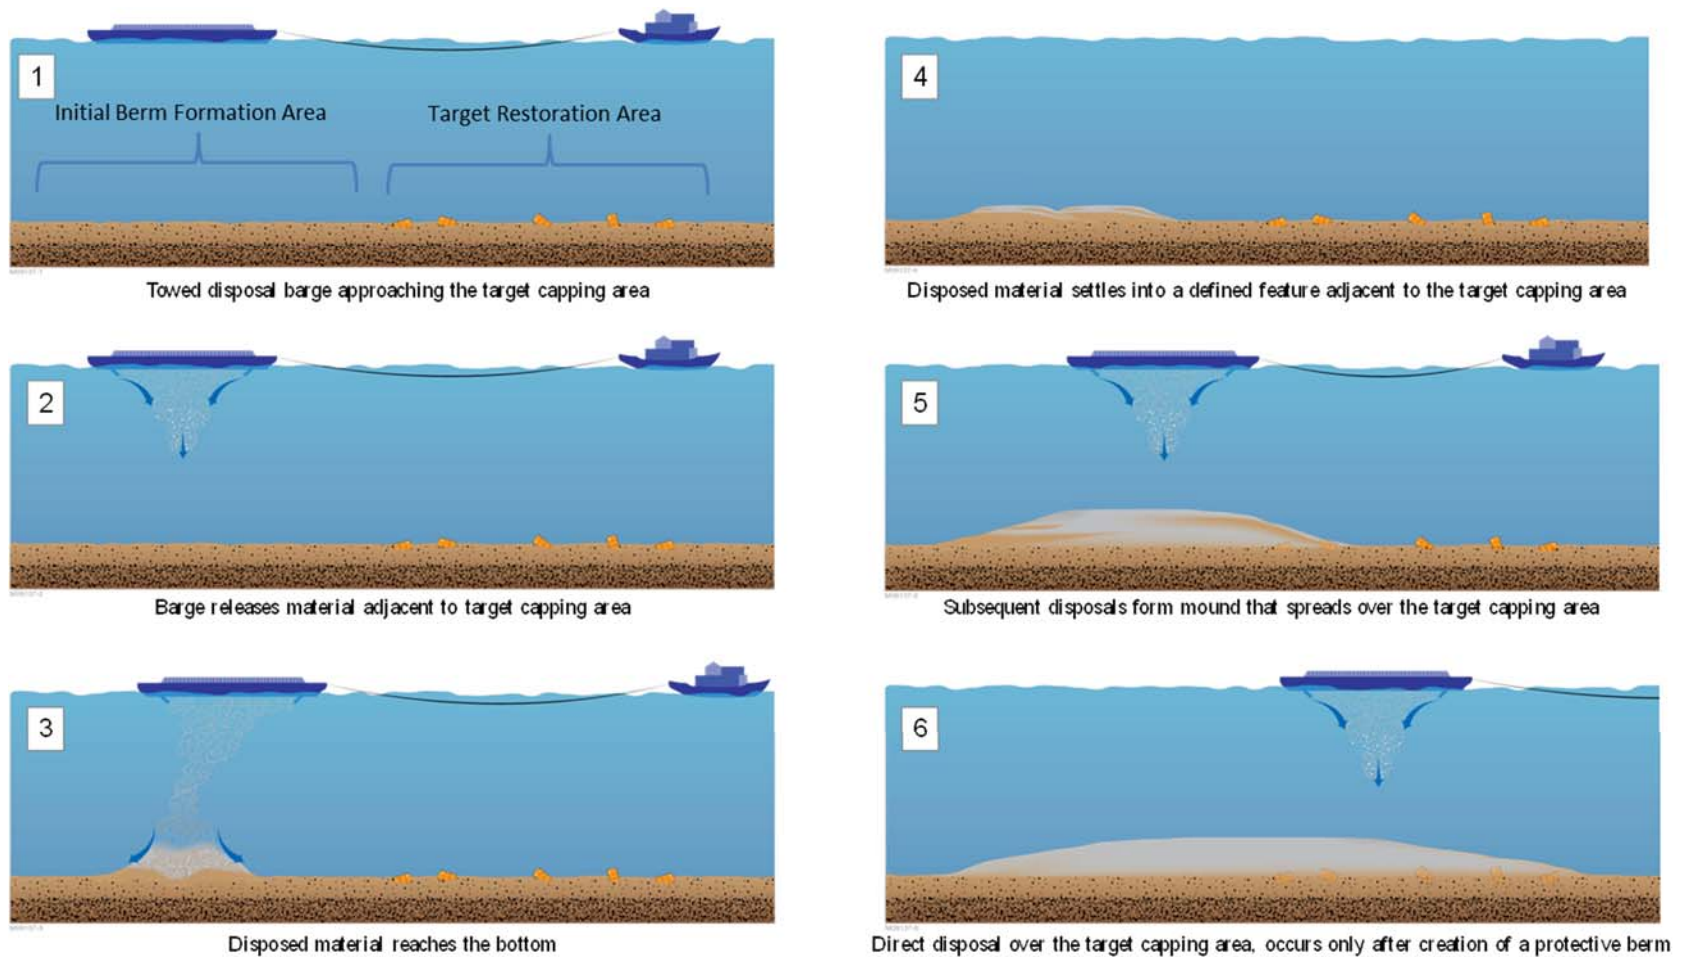 1
Initial Berm Formation Area
Target Restoration Area
Towed disposal barge approaching the target capping area
2
Barge releases material adjacent to target capping area
3
Disposed material reaches the bottom
4
Disposed material settles into a defined feature adjacent to the target capping area
5
Subsequent disposals form mound that spreads over the target capping area
6
Direct disposal over the target capping area, occurs only after creation of a protective berm